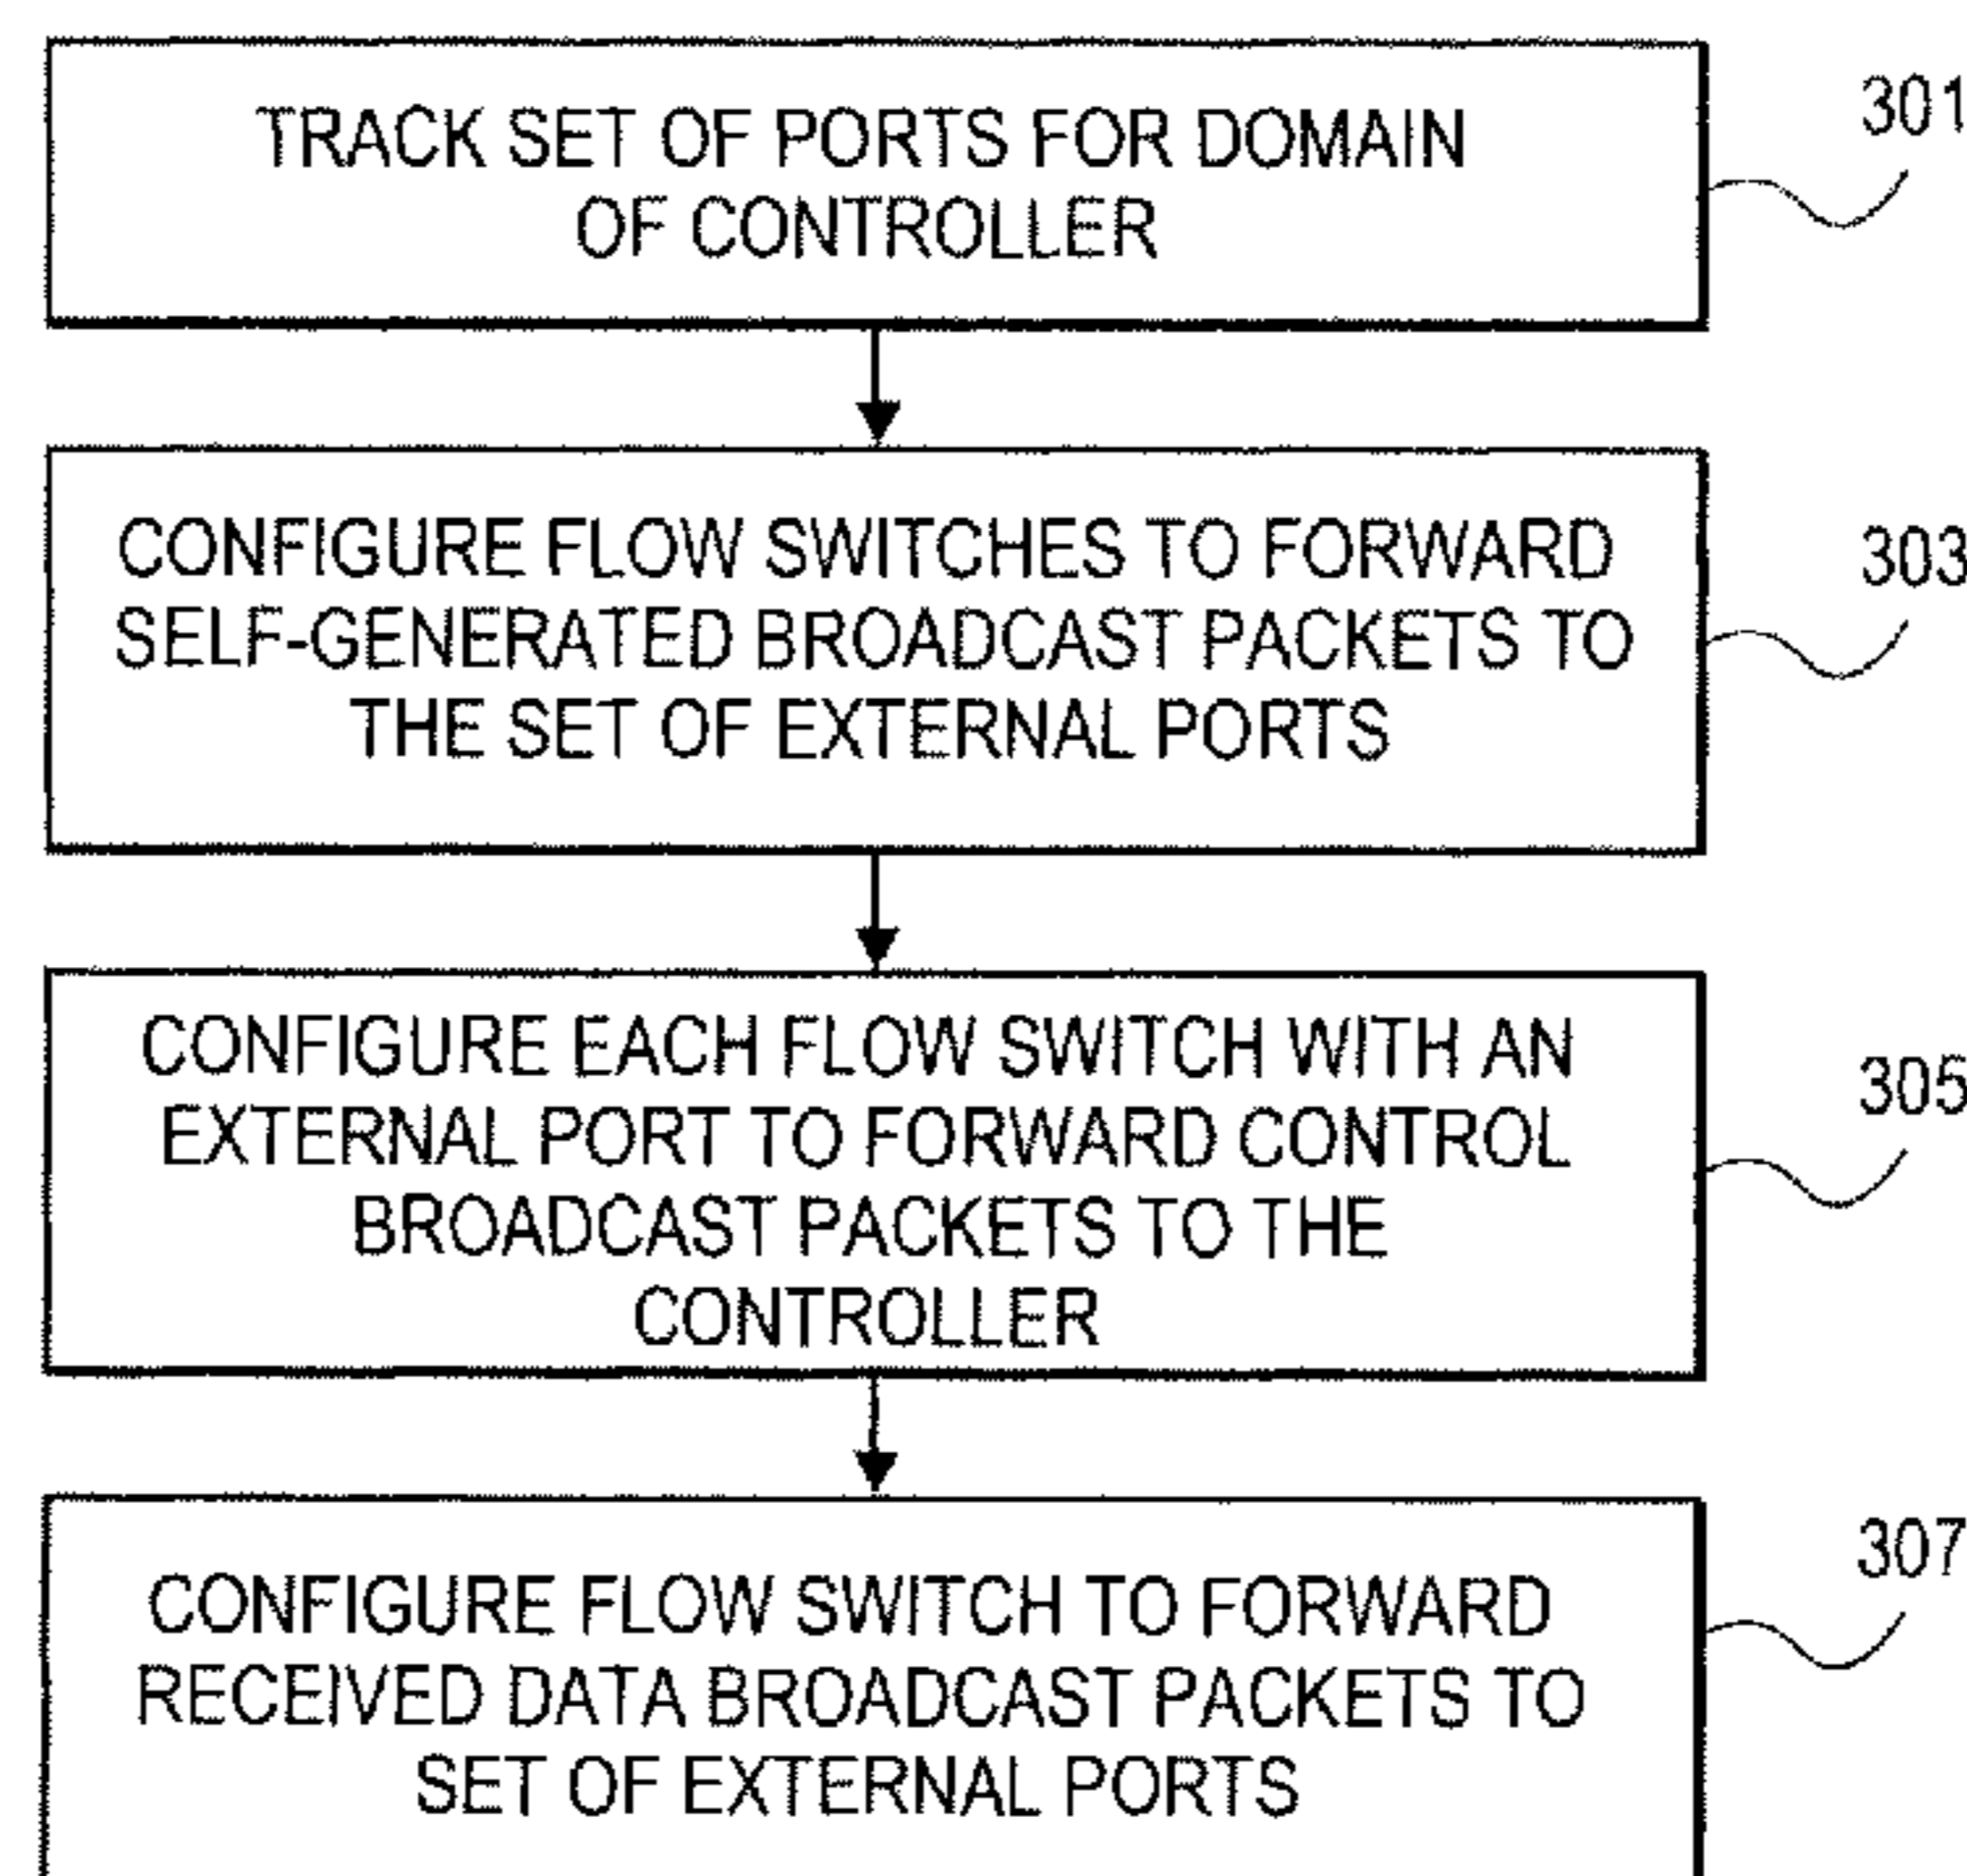 TRACK SET OF PORTS FOR DOMAIN
OF CONTROLLER
301
CONFIGURE FLOW SWITCHES TO FORWARD
SELF-GENERATED BROADCAST PACKETS TO
THE SET OF EXTERNAL PORTS
303
CONFIGURE EACH FLOW SWITCH WITH AN
EXTERNAL PORT TO FORWARD CONTROL
BROADCAST PACKETS TO THE
CONTROLLER
305
CONFIGURE FLOW SWITCH TO FORWARD
RECEIVED DATA BROADCAST PACKETS TO
SET OF EXTERNAL PORTS
307